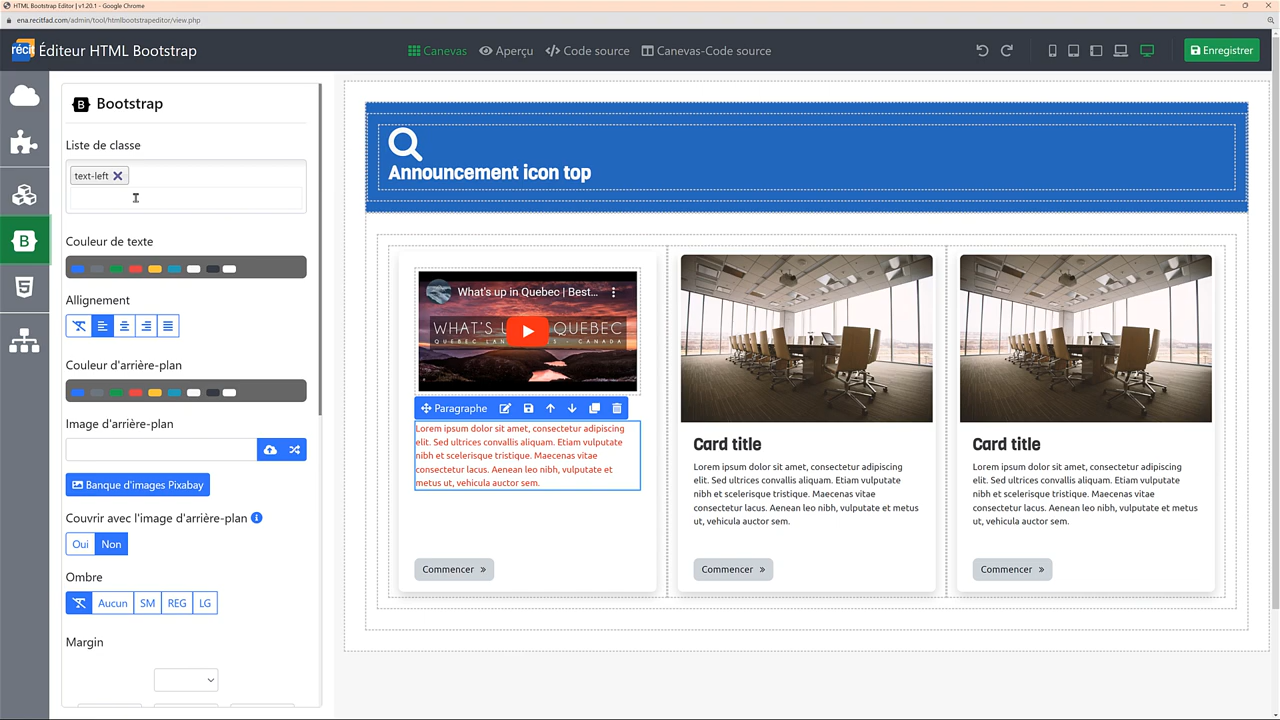 HTML Bootstrap Editor | v1.20.1 - Google Chrome
ena.recitfad.com/admin/tool/htmlbootstrapeditor/view.php
récit Éditeur HTML Bootstrap
Canevas Aperçu Code source Canevas-Code source Enregistrer
Bootstrap
Liste de classe
text-left
Couleur de texte
Allignement
Couleur d'arrière-plan
Image d'arrière-plan
Banque d'images Pixabay
Couvrir avec l'image d'arrière-plan
Oui Non
Ombre
Aucun SM REG LG
Margin
Announcement icon top
What's up in Quebec | Best...
Paragraphe
Lorem ipsum dolor sit amet, consectetur adipiscing
elit. Sed ultrices convallis aliquam. Etiam vulputate
nibh et scelerisque tristique. Maecenas vitae
consectetur lacus. Aenean leo nibh, vulputate et
metus ut, vehicula auctor sem.
Commencer »
Card title
Lorem ipsum dolor sit amet, consectetur adipiscing
elit. Sed ultrices convallis aliquam. Etiam vulputate
nibh et scelerisque tristique. Maecenas vitae
consectetur lacus. Aenean leo nibh, vulputate et metus
ut, vehicula auctor sem.
Commencer »
Card title
Lorem ipsum dolor sit amet, consectetur adipiscing
elit. Sed ultrices convallis aliquam. Etiam vulputate
nibh et scelerisque tristique. Maecenas vitae
consectetur lacus. Aenean leo nibh, vulputate et metus
ut, vehicula auctor sem.
Commencer »